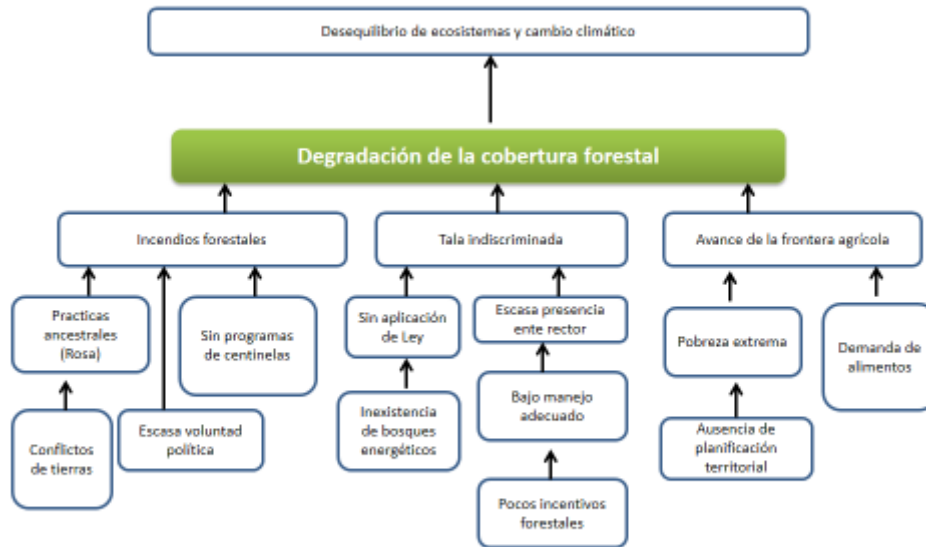 Desequilibrio de ecosistemas y cambio climático
Degradación de la cobertura forestal
Incendios forestales
Tala indiscriminada
Avance de la frontera agrícola
Practicas
ancestrales
(Rosa)
Sin programas
de centinelas
Sin aplicación
de Ley
Escasa presencia
ente rector
Pobreza extrema
Demanda de
alimentos
Conflictos
de tierras
Escasa voluntad
política
Inexistencia
de bosques
energéticos
Bajo manejo
adecuado
Ausencia de
planificación
territorial
Pocos incentivos
forestales